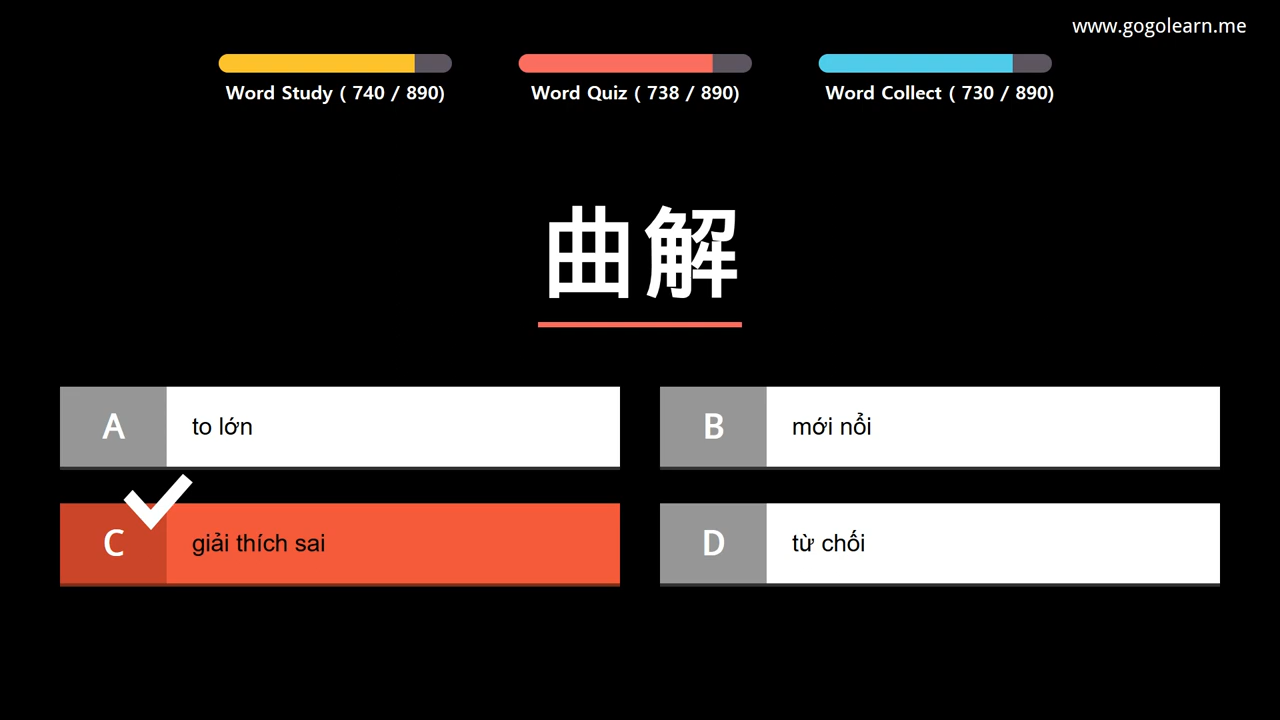 www.gogolearn.me
Word Study ( 740 / 890)
Word Quiz ( 738 / 890)
Word Collect ( 730 / 890)
曲解
A
to lớn
B
mới nổi
C
giải thích sai
D
từ chối